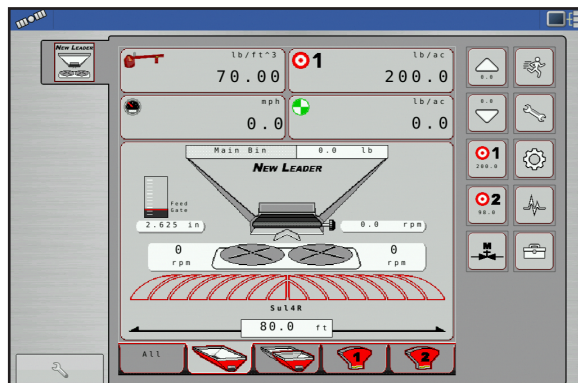 NEW LEADER
lb/ft^3
70.00
1
lb/ac
200.0
mph
0.0
lb/ac
0.0
Main Bin 0.0 lb
NEW LEADER
Feed
Gate
2.625 in
0.0 rpm
0
rpm
0
rpm
Sul4R
80.0 ft
All
1
2
0.0
0.0
1
200.0
2
98.0
M